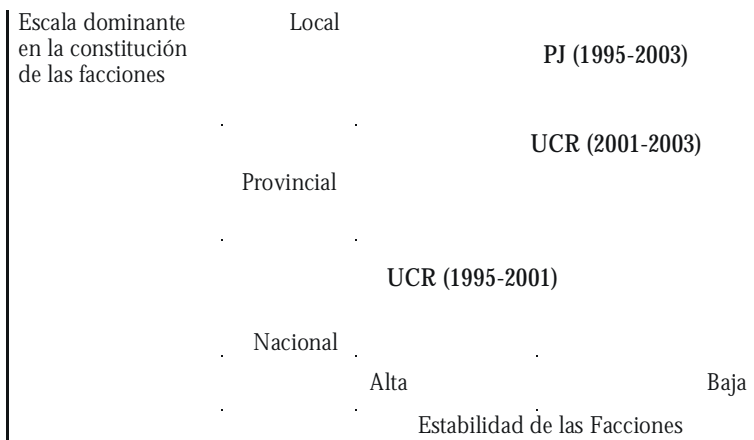 Escala dominante
en la constitución
de las facciones
Local
PJ (1995-2003)
UCR (2001-2003)
Provincial
UCR (1995-2001)
Nacional
Alta
Baja
Estabilidad de las Facciones